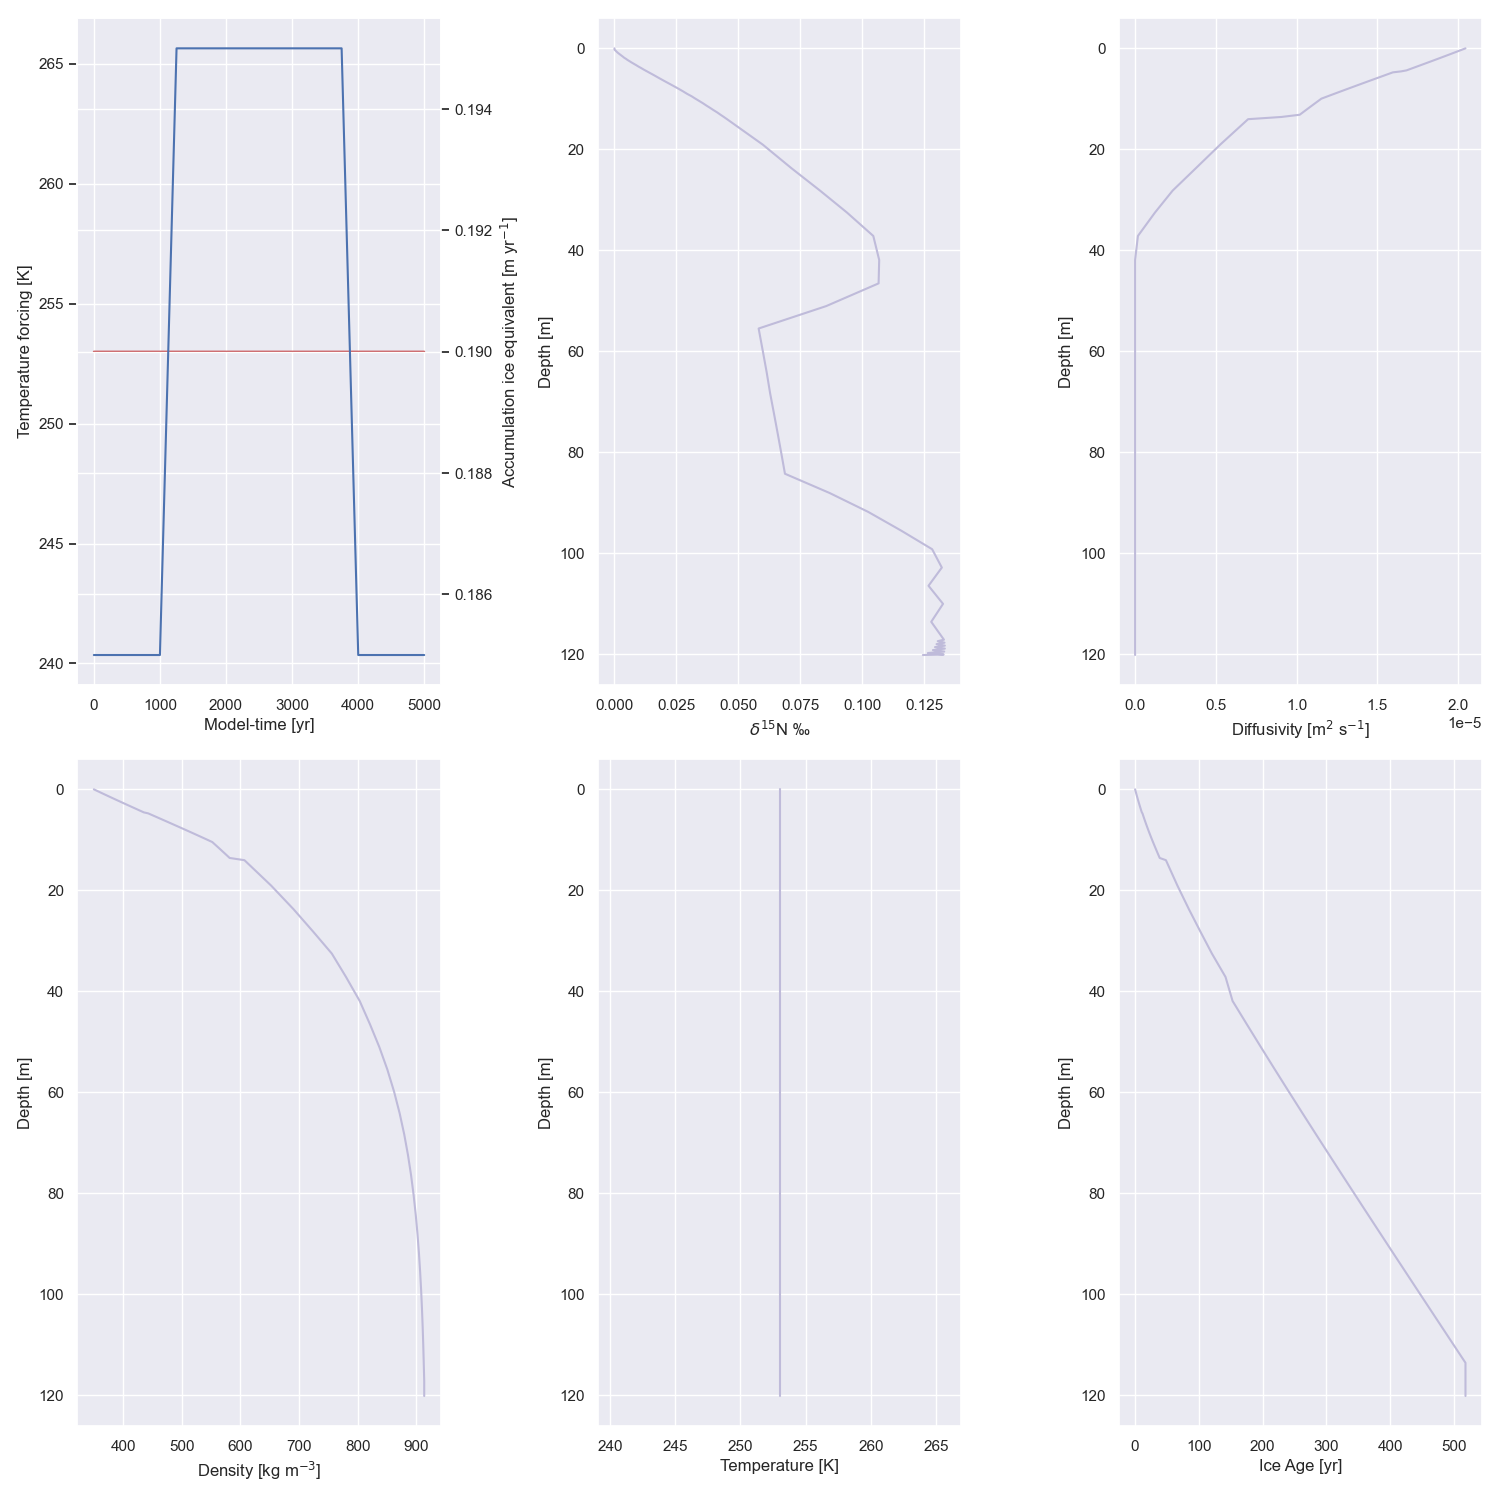 265
260
255
250
245
240
Temperature forcing [K]
0 1000 2000 3000 4000 5000
Model-time [yr]
0.194
0.192
0.190
0.188
0.186
Accumulation ice equivalent [m yr⁻¹]
0
20
40
60
80
100
120
Depth [m]
0.000 0.025 0.050 0.075 0.100 0.125
δ¹⁵N ‰
0
20
40
60
80
100
120
Depth [m]
0.0 0.5 1.0 1.5 2.0
1e−5
Diffusivity [m² s⁻¹]
0
20
40
60
80
100
120
Depth [m]
400 500 600 700 800 900
Density [kg m⁻³]
0
20
40
60
80
100
120
Depth [m]
240 245 250 255 260 265
Temperature [K]
0
20
40
60
80
100
120
Depth [m]
0 100 200 300 400 500
Ice Age [yr]